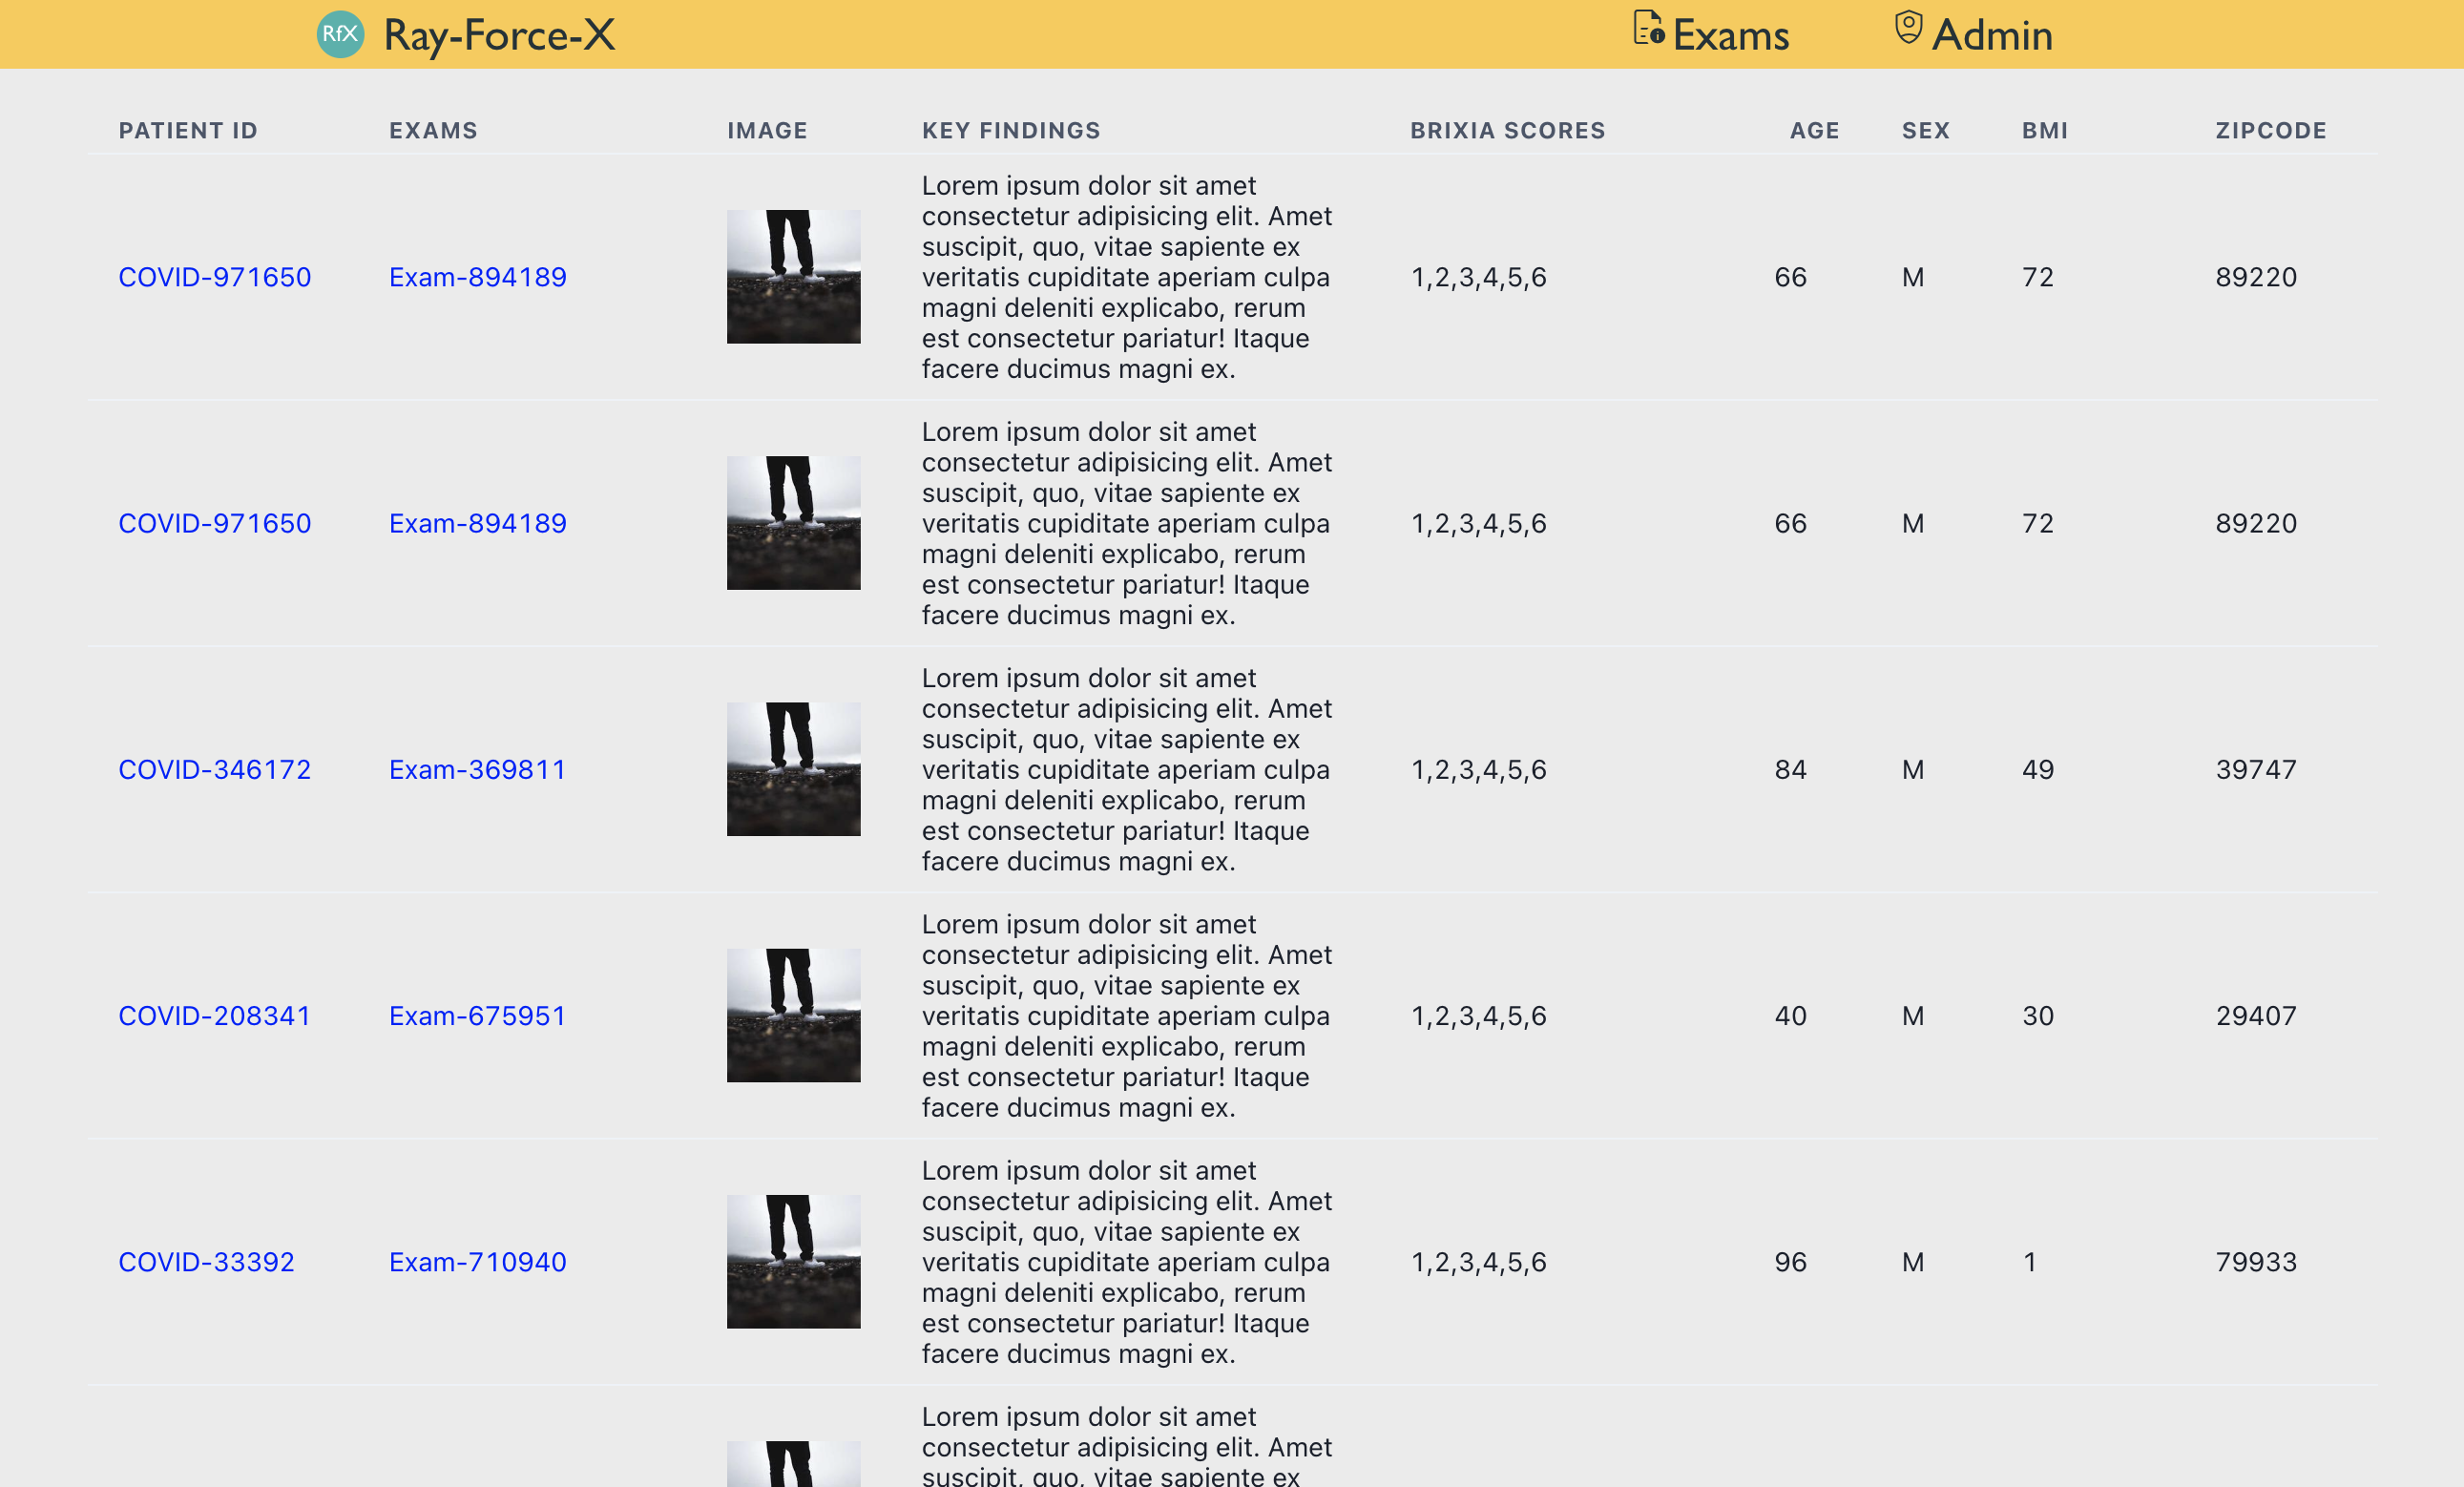 RfX Ray-Force-X Exams Admin
PATIENT ID EXAMS IMAGE KEY FINDINGS BRIXIA SCORES AGE SEX BMI ZIPCODE
Lorem ipsum dolor sit amet
consectetur adipisicing elit. Amet
suscipit, quo, vitae sapiente ex
COVID-971650 Exam-894189 veritatis cupiditate aperiam culpa 1,2,3,4,5,6 66 M 72 89220
magni deleniti explicabo, rerum
est consectetur pariatur! Itaque
facere ducimus magni ex.
Lorem ipsum dolor sit amet
consectetur adipisicing elit. Amet
suscipit, quo, vitae sapiente ex
COVID-971650 Exam-894189 veritatis cupiditate aperiam culpa 1,2,3,4,5,6 66 M 72 89220
magni deleniti explicabo, rerum
est consectetur pariatur! Itaque
facere ducimus magni ex.
Lorem ipsum dolor sit amet
consectetur adipisicing elit. Amet
suscipit, quo, vitae sapiente ex
COVID-346172 Exam-369811 veritatis cupiditate aperiam culpa 1,2,3,4,5,6 84 M 49 39747
magni deleniti explicabo, rerum
est consectetur pariatur! Itaque
facere ducimus magni ex.
Lorem ipsum dolor sit amet
consectetur adipisicing elit. Amet
suscipit, quo, vitae sapiente ex
COVID-208341 Exam-675951 veritatis cupiditate aperiam culpa 1,2,3,4,5,6 40 M 30 29407
magni deleniti explicabo, rerum
est consectetur pariatur! Itaque
facere ducimus magni ex.
Lorem ipsum dolor sit amet
consectetur adipisicing elit. Amet
suscipit, quo, vitae sapiente ex
COVID-33392 Exam-710940 veritatis cupiditate aperiam culpa 1,2,3,4,5,6 96 M 1 79933
magni deleniti explicabo, rerum
est consectetur pariatur! Itaque
facere ducimus magni ex.
Lorem ipsum dolor sit amet
consectetur adipisicing elit. Amet
suscipit, quo, vitae sapiente ex